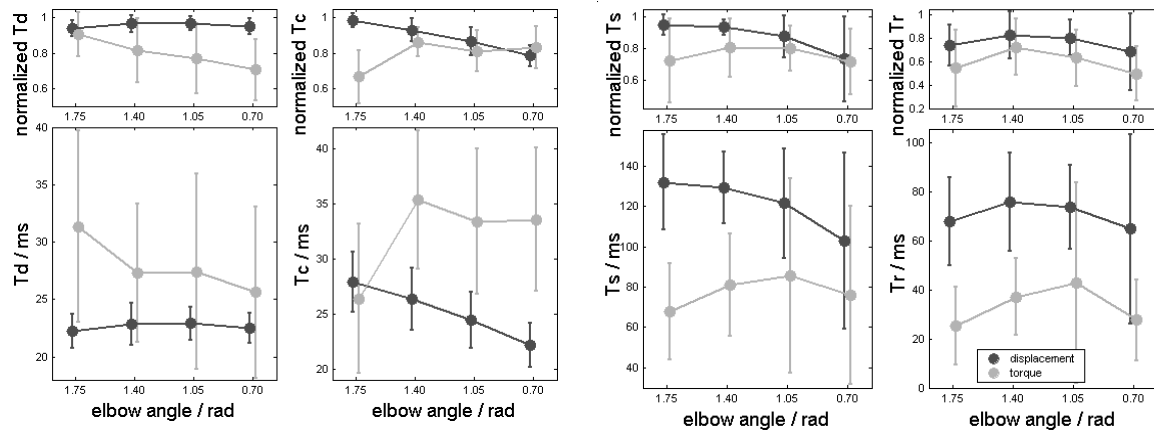 normalized Td
1
0.8
0.6
1.75 1.40 1.05 0.70
normalized Tc
1
0.8
0.6
1.75 1.40 1.05 0.70
normalized Ts
1
0.8
0.6
1.75 1.40 1.05 0.70
normalized Tr
1
0.8
0.6
0.4
0.2
1.75 1.40 1.05 0.70
Td / ms
40
35
30
25
20
1.75 1.40 1.05 0.70
elbow angle / rad
Tc / ms
40
35
30
25
20
1.75 1.40 1.05 0.70
elbow angle / rad
Ts / ms
140
120
100
80
60
40
1.75 1.40 1.05 0.70
elbow angle / rad
Tr / ms
100
80
60
40
20
0
displacement
torque
1.75 1.40 1.05 0.70
elbow angle / rad